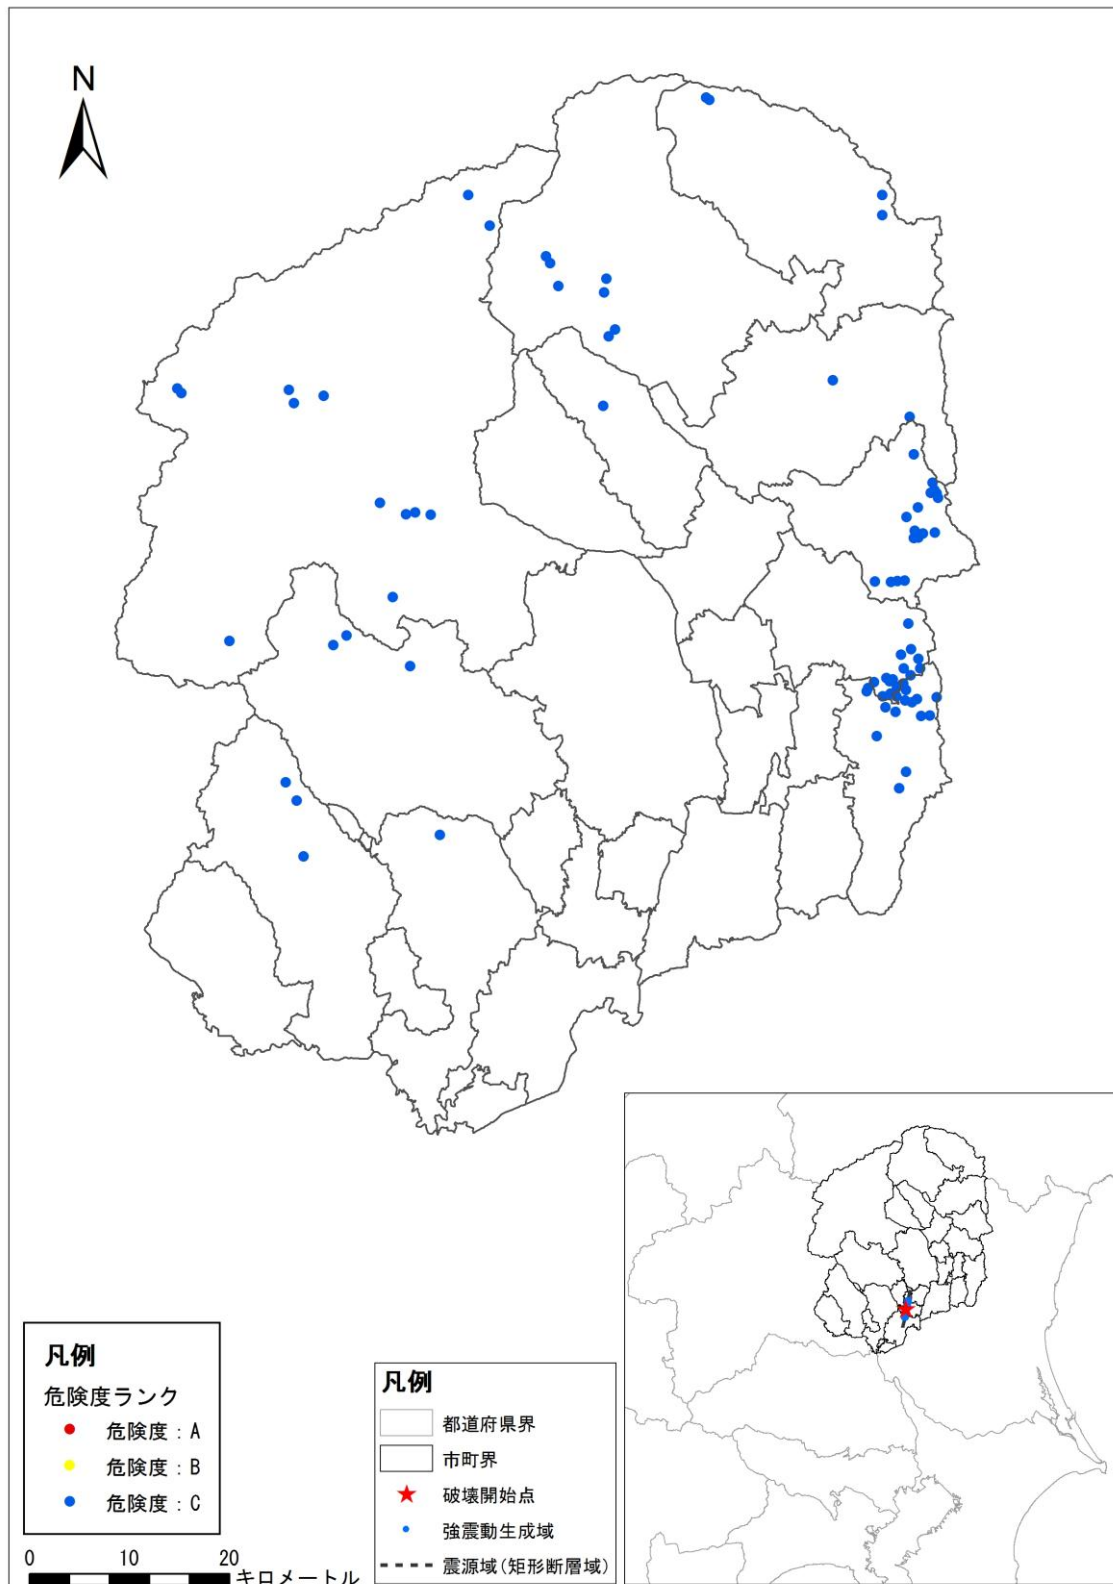 N
凡例
危険度ランク
危険度：A
危険度：B
危険度：C
0 10 20
キロメートル
凡例
都道府県界
市町界
破壊開始点
強震動生成域
震源域(矩形断層域)